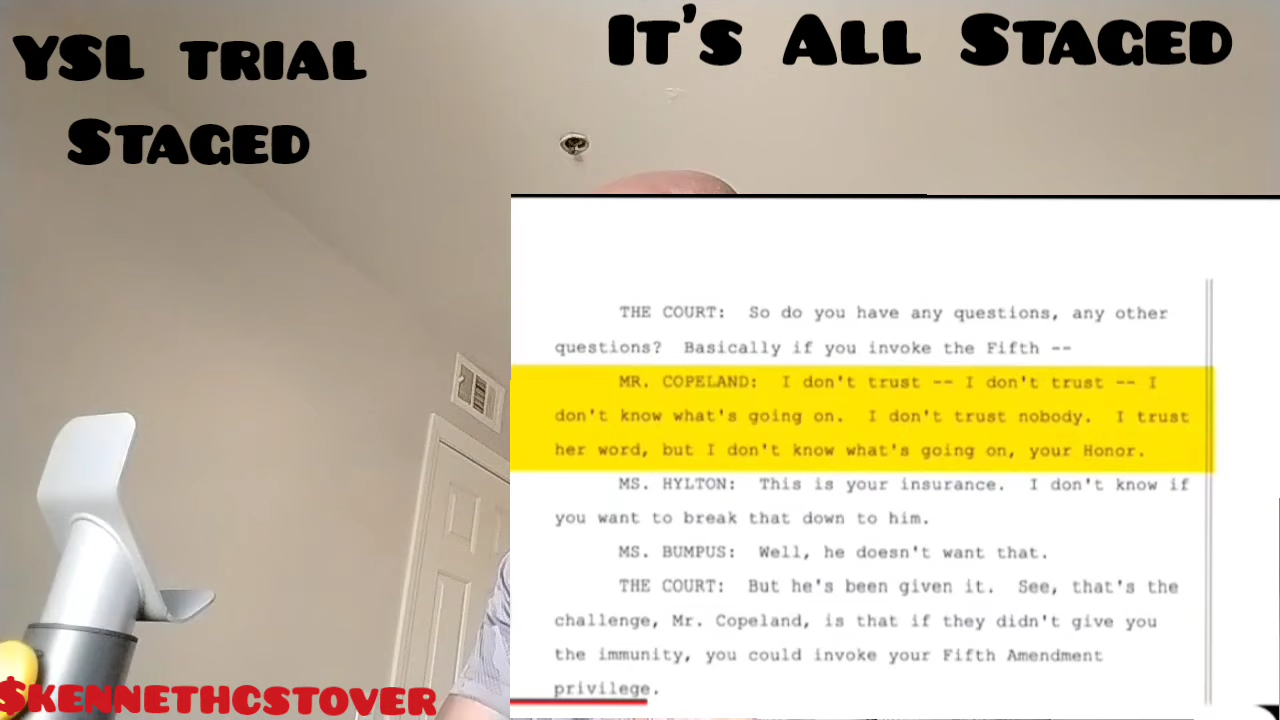 YSL TRIAL
STAGED
IT'S ALL STAGED
THE COURT: So do you have any questions, any other
questions? Basically if you invoke the Fifth --
MR. COPELAND: I don't trust -- I don't trust -- I
don't know what's going on. I don't trust nobody. I trust
her word, but I don't know what's going on, your Honor.
MS. HYLTON: This is your insurance. I don't know if
you want to break that down to him.
MS. BUMPUS: Well, he doesn't want that.
THE COURT: But he's been given it. See, that's the
challenge, Mr. Copeland, is that if they didn't give you
the immunity, you could invoke your Fifth Amendment
privilege.
$KENNETHCSTOVER